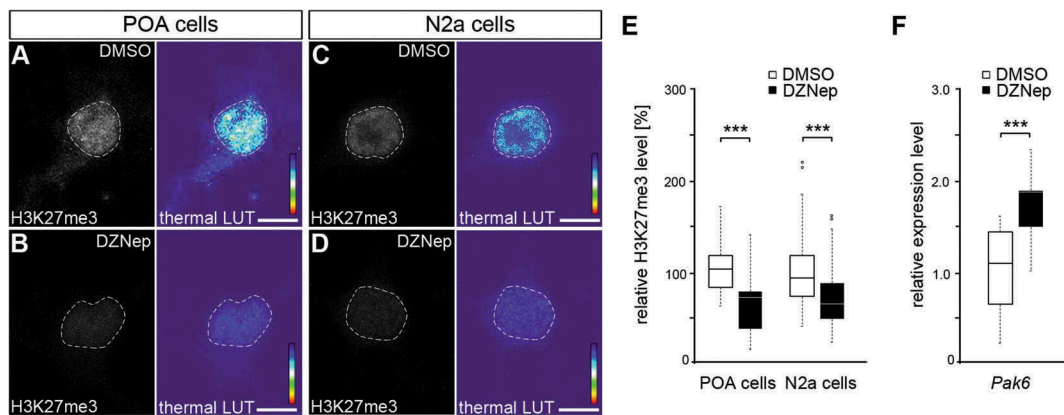 POA cells
N2a cells
A
DMSO
H3K27me3
thermal LUT
C
DMSO
H3K27me3
thermal LUT
B
DZNep
H3K27me3
thermal LUT
D
DZNep
H3K27me3
thermal LUT
E
DMSO
DZNep
relative H3K27me3 level [%]
300
200
100
0
***
***
POA cells
N2a cells
F
DMSO
DZNep
relative expression level
3.0
2.0
1.0
0
***
Pak6